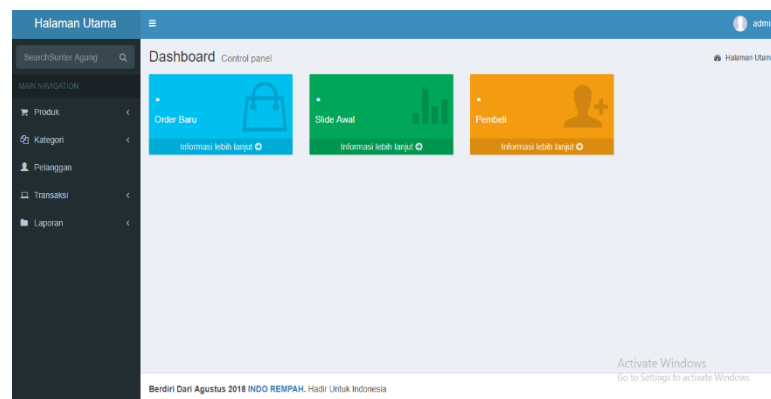 Halaman Utama
admi
SearchSunter Agung
Dashboard Control panel
Halaman Utama
MAIN NAVIGATION
Produk
Kategori
Pelanggan
Transaksi
Laporan
Order Baru
Slide Awal
Pembeli
Informasi lebih lanjut
Informasi lebih lanjut
Informasi lebih lanjut
Activate Windows
Go to Settings to activate Windows.
Berdiri Dari Agustus 2018 INDO REMPAH. Hadir Untuk Indonesia